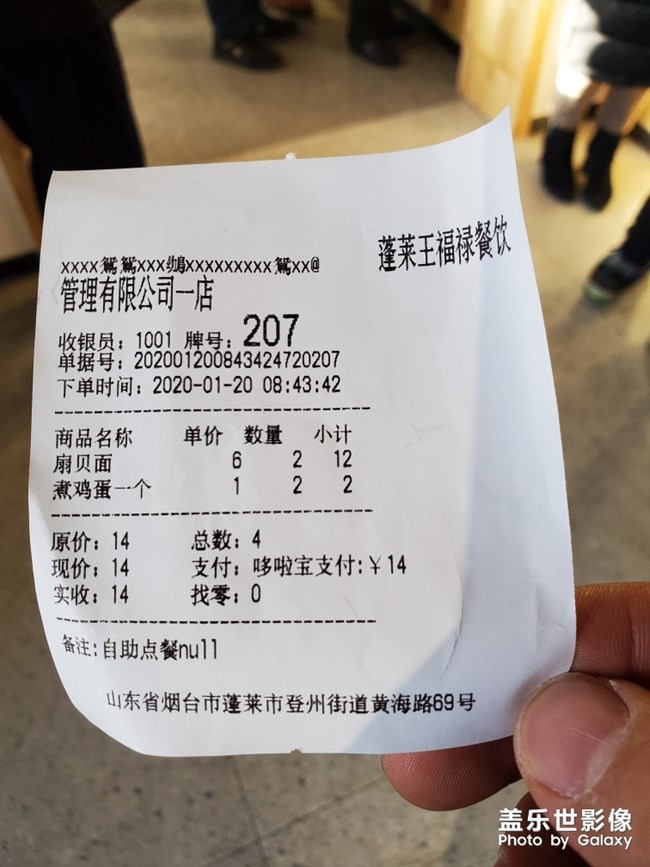 xxxx鴛鴛xxx鵷xxxxxxxxx鴛xx@
蓬莱王福禄餐饮
管理有限公司一店
收银员：1001 牌号：207
单据号：202001200843424720207
下单时间：2020-01-20 08:43:42
商品名称 单价 数量 小计
扇贝面 6 2 12
煮鸡蛋一个 1 2 2
原价：14 总数：4
现价：14 支付：哆啦宝支付:￥14
实收：14 找零：0
备注:自助点餐null
山东省烟台市蓬莱市登州街道黄海路69号
盖乐世影像
Photo by Galaxy